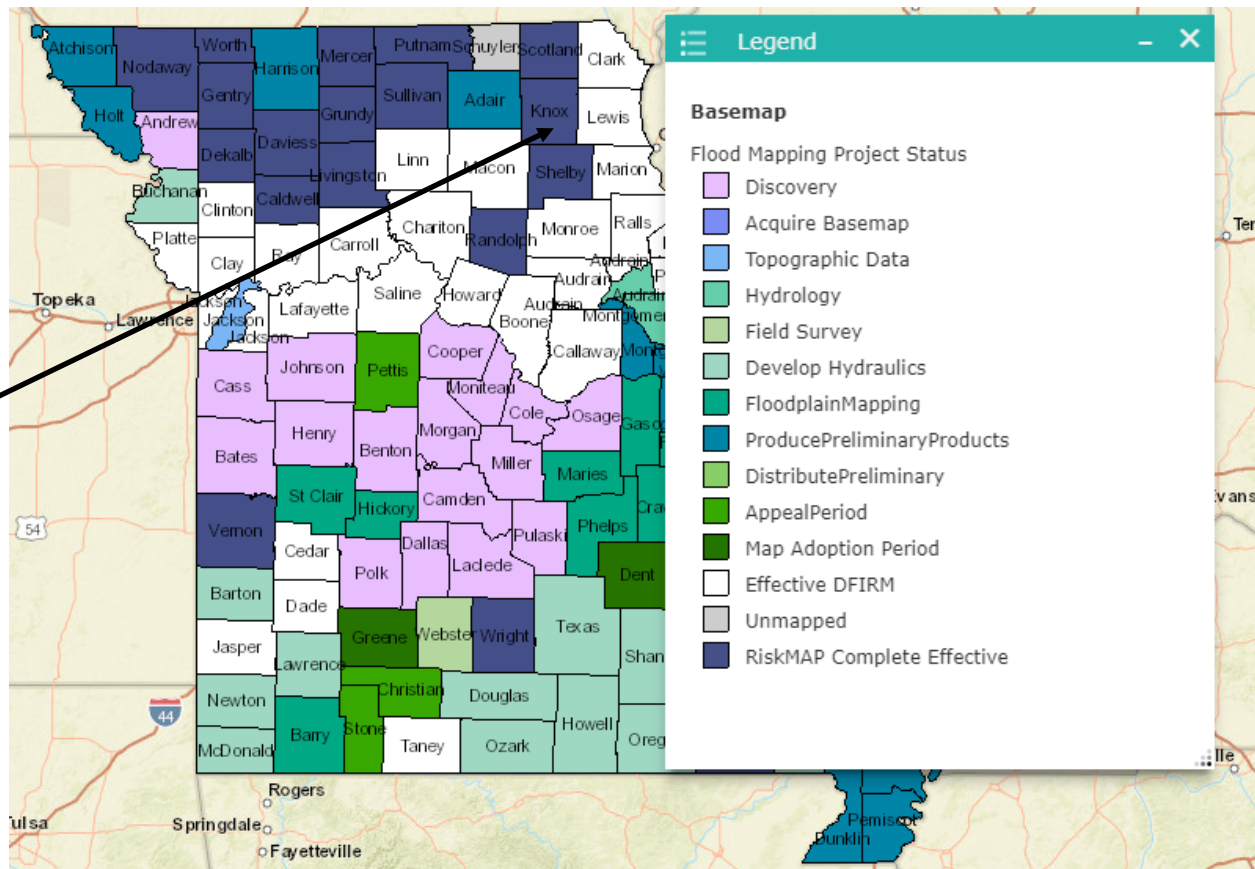 Atchison
Nodaway
Worth
Harrison
Mercer
Putnam
Schuyler
Scotland
Clark
Gentry
Sullivan
Adair
Knox
Lewis
Holt
Andrew
Grundy
Daviess
Dekalb
Linn
Macon
Shelby
Marion
Livingston
Buchanan
Clinton
Caldwell
Chariton
Randolph
Monroe
Ralls
Platte
Clay
Ray
Carroll
Audrain
Audrain
Audrain
Audrain
Topeka
Lawrence
Jackson
Jackson
Jackson
Lafayette
Saline
Howard
Boone
Callaway
Johnson
Pettis
Cooper
Moniteau
Cass
Cole
Osage
Henry
Benton
Morgan
Miller
Bates
St Clair
Hickory
Camden
Maries
Phelps
Pulaski
54
Vernon
Cedar
Dallas
Polk
Laclede
Dent
Barton
Dade
Jasper
Greene
Webster
Wright
Texas
Lawrence
Newton
Christian
Douglas
44
Barry
Stone
Howell
McDonald
Taney
Ozark
Rogers
Springdale
Fayetteville
Pemiscot
Dunklin
Legend
Basemap
Flood Mapping Project Status
Discovery
Acquire Basemap
Topographic Data
Hydrology
Field Survey
Develop Hydraulics
FloodplainMapping
ProducePreliminaryProducts
DistributePreliminary
AppealPeriod
Map Adoption Period
Effective DFIRM
Unmapped
RiskMAP Complete Effective